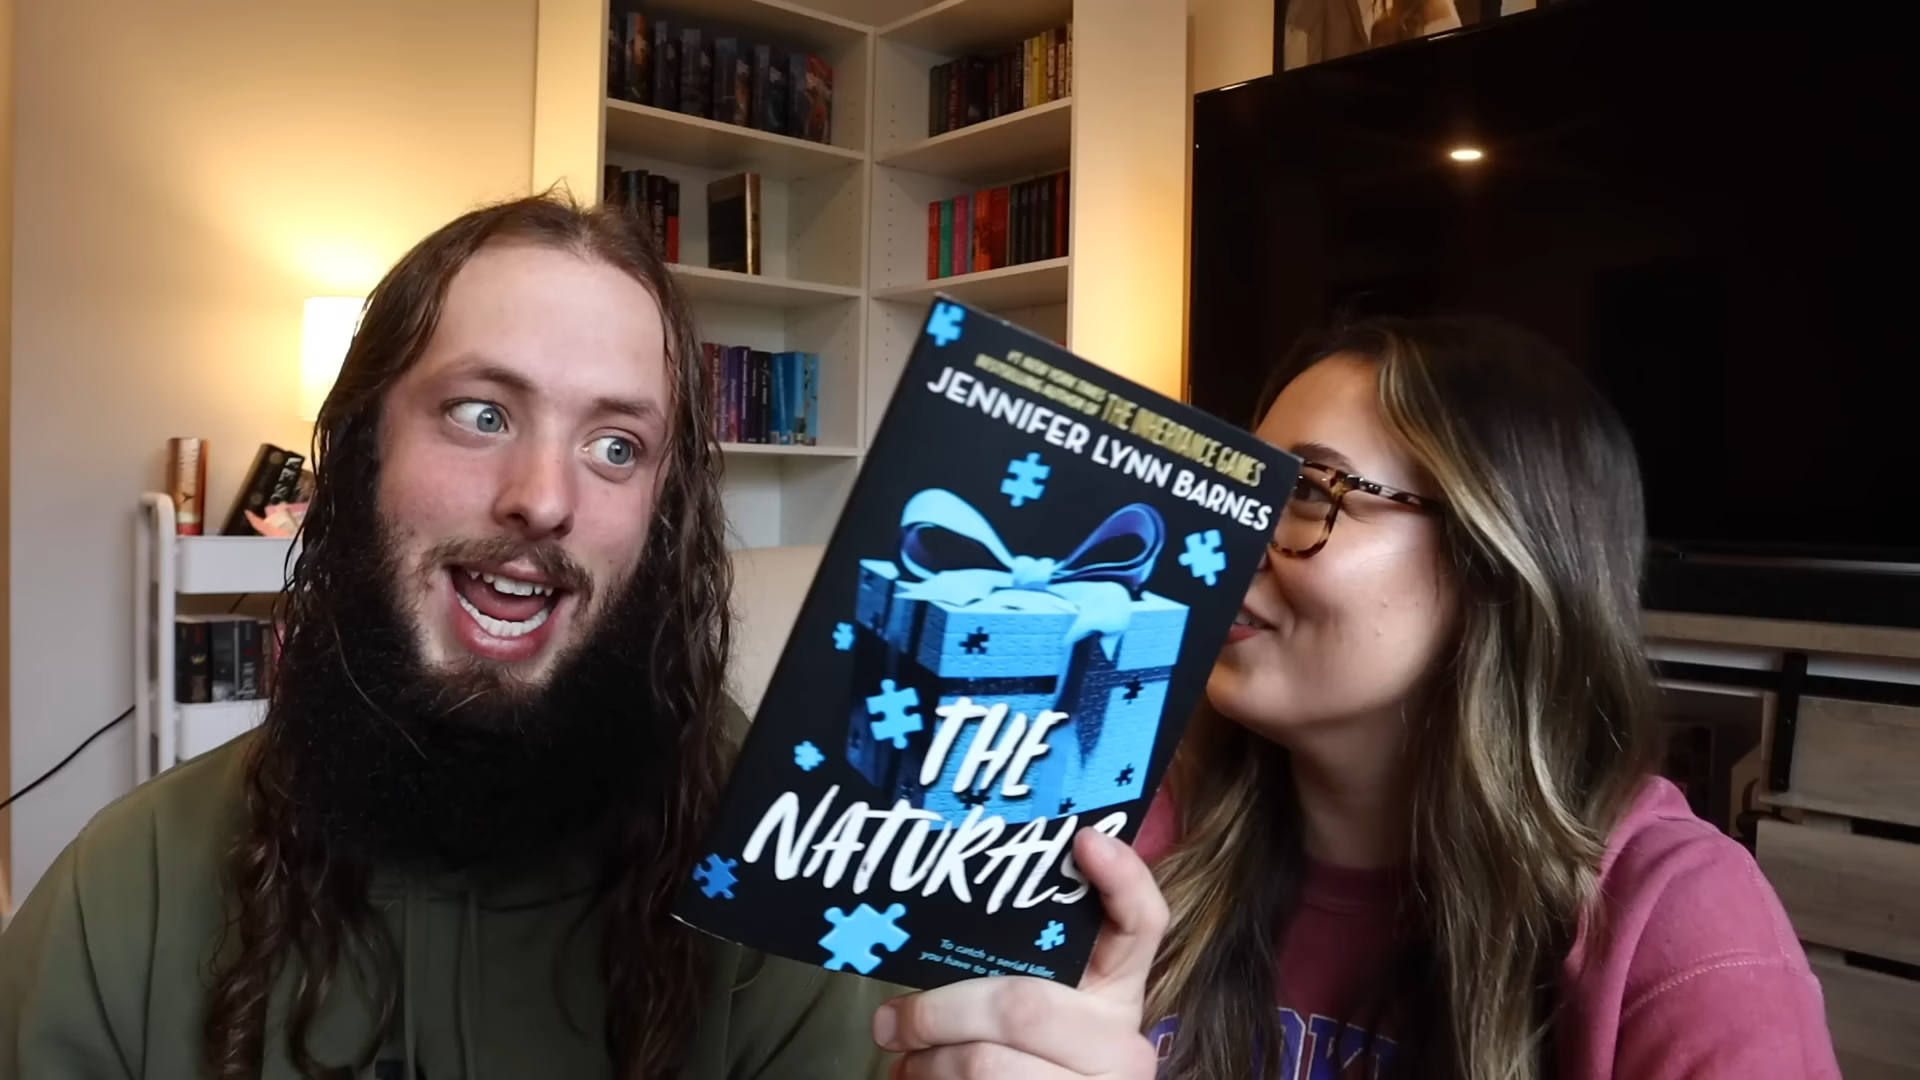 #1 NEW YORK TIMES
BESTSELLING AUTHOR OF THE INHERITANCE GAMES
JENNIFER LYNN BARNES
THE
NATURALS
To catch a serial killer,
you have to